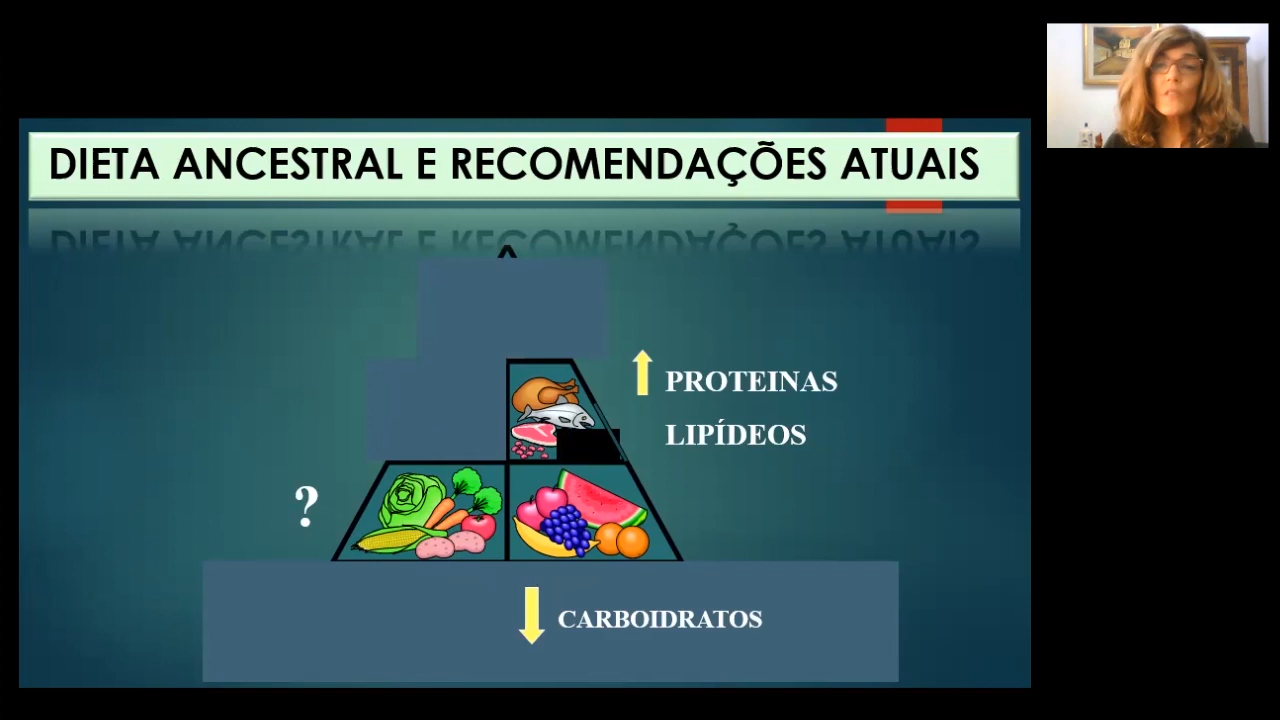 DIETA ANCESTRAL E RECOMENDAÇÕES ATUAIS
PROTEINAS
LIPÍDEOS
?
CARBOIDRATOS